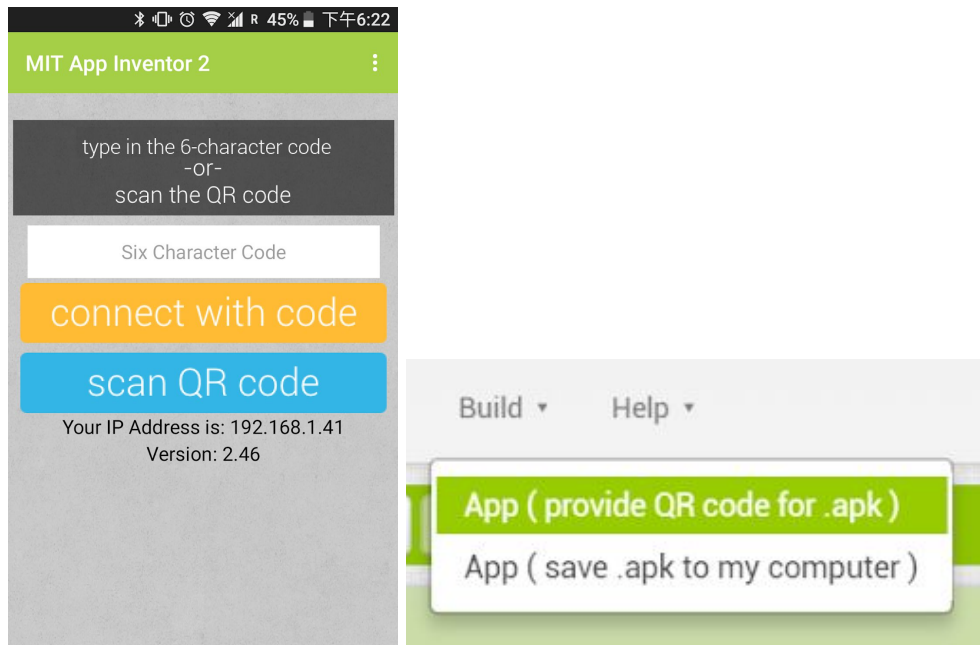 R 45% 下午6:22
MIT App Inventor 2
type in the 6-character code
-or-
scan the QR code
Six Character Code
connect with code
scan QR code
Your IP Address is: 192.168.1.41
Version: 2.46
Build ▾ Help ▾
App ( provide QR code for .apk )
App ( save .apk to my computer )